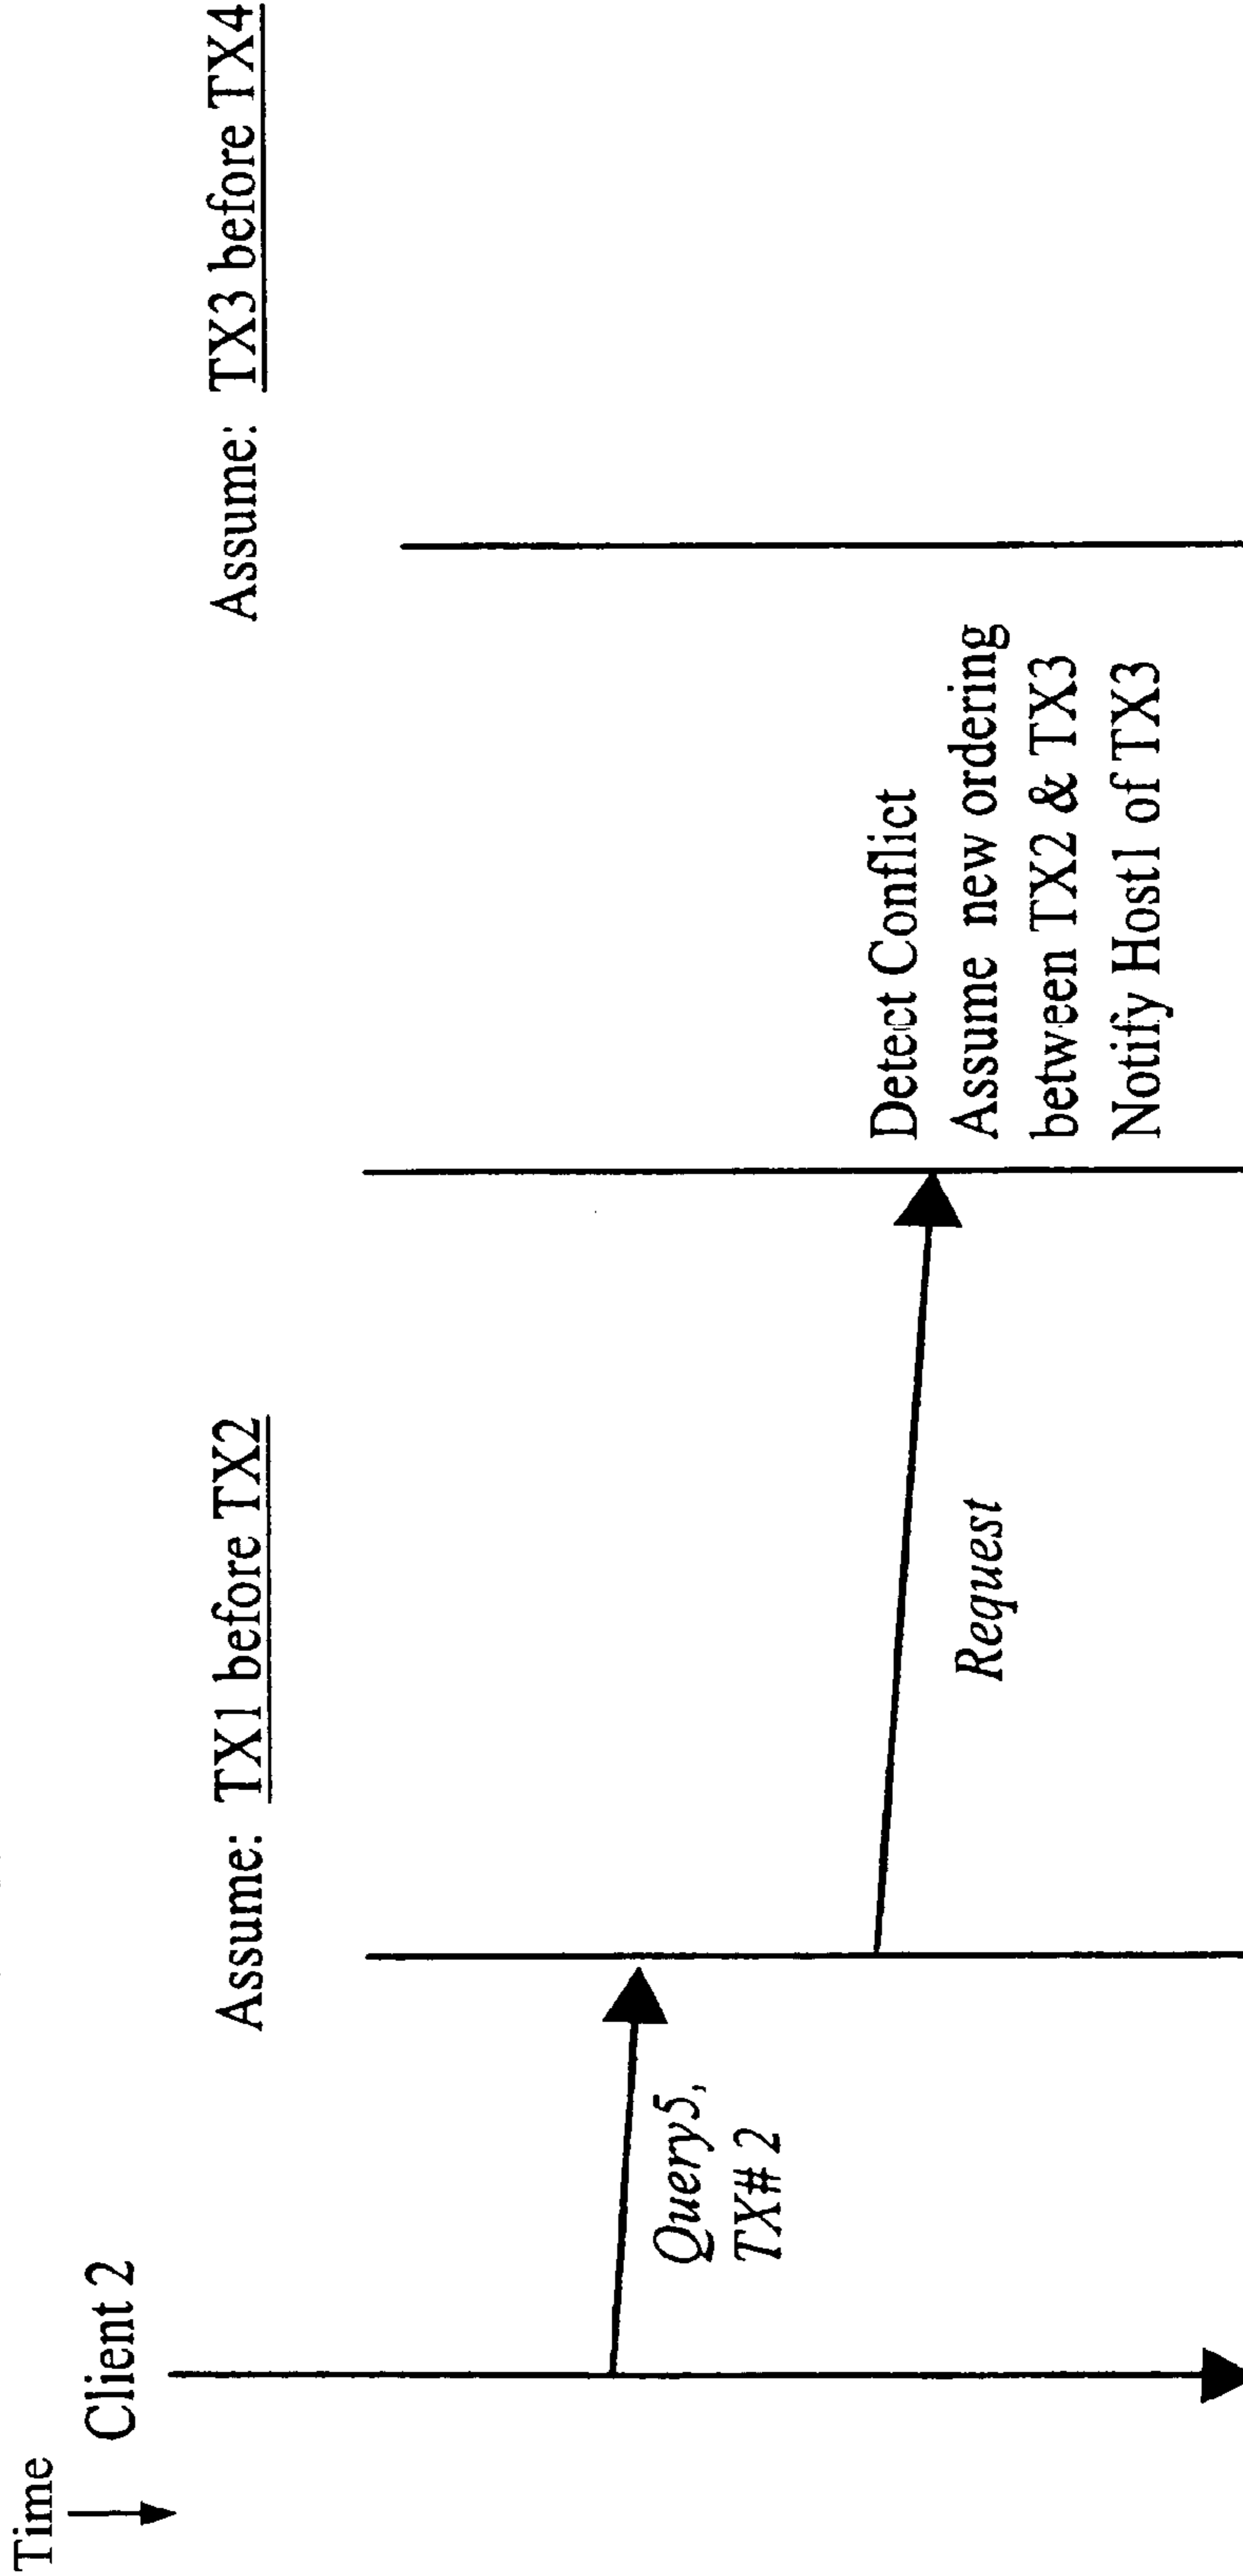 Time
Client 2
Assume: TX1 before TX2
Assume: TX3 before TX4
Query5,
TX# 2
Request
Detect Conflict
Assume new ordering
between TX2 & TX3
Notify Host1 of TX3